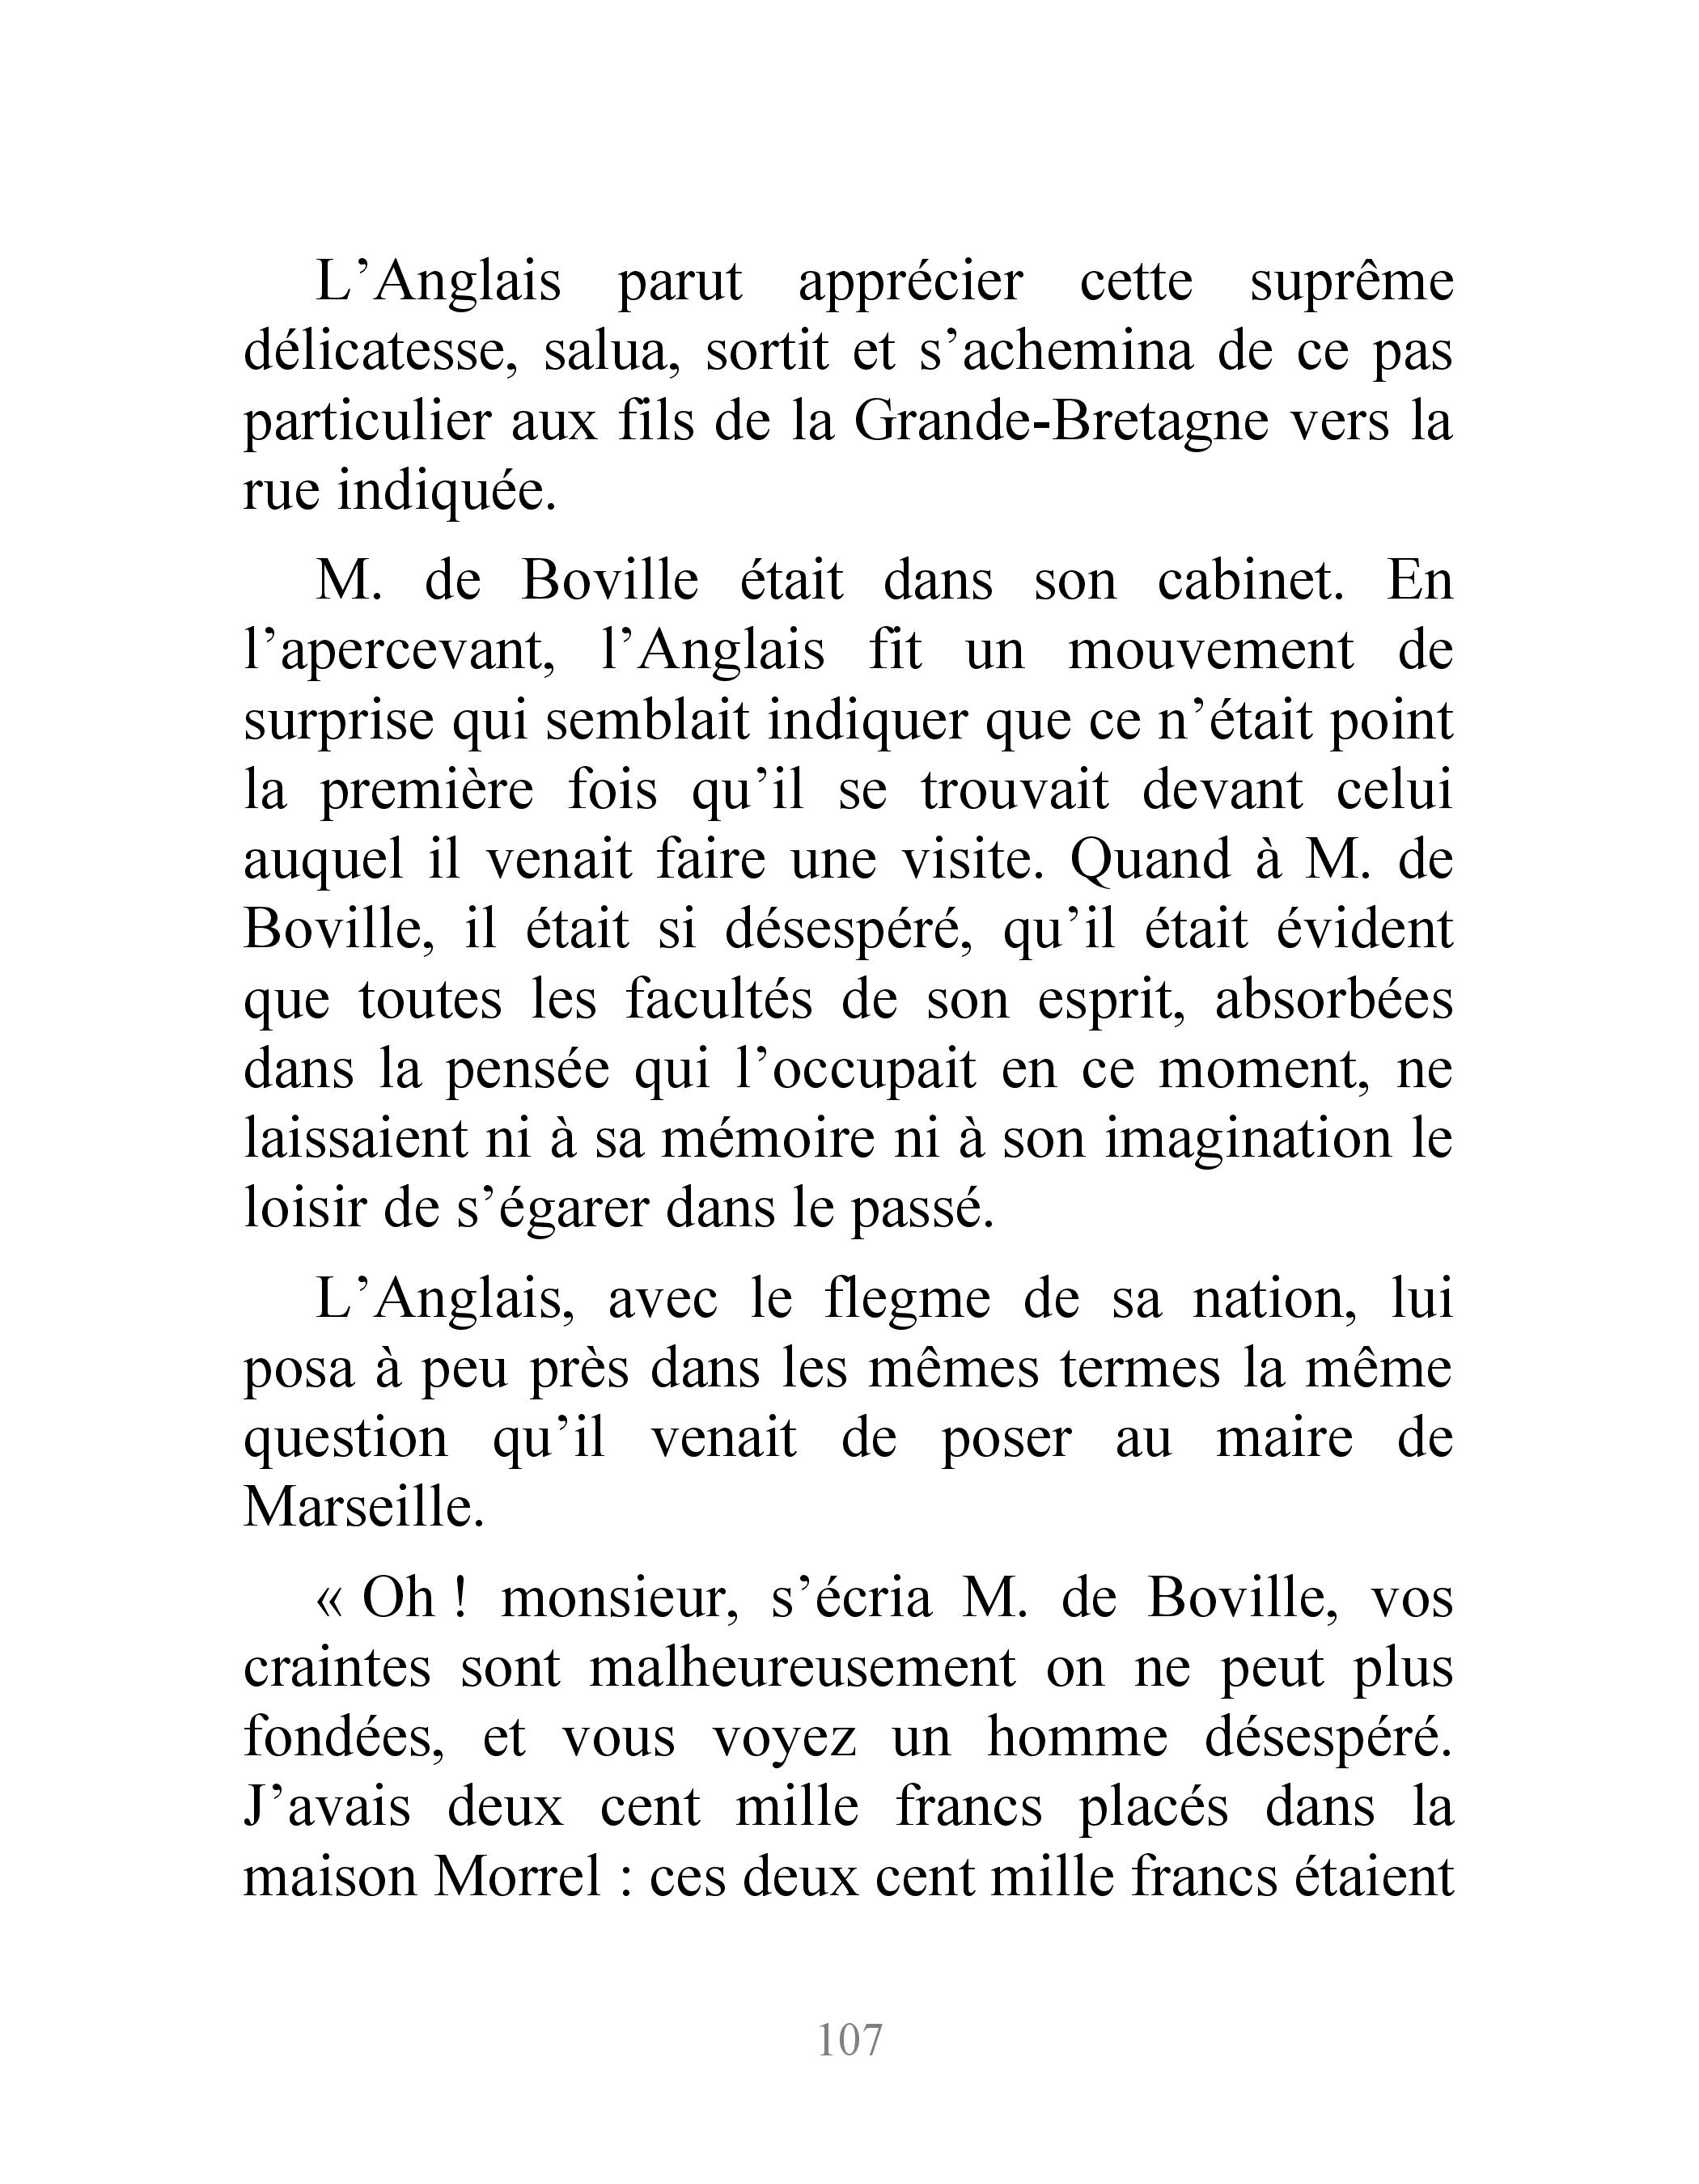 L’Anglais parut apprécier cette suprême
délicatesse, salua, sortit et s’achemina de ce pas
particulier aux fils de la Grande-Bretagne vers la
rue indiquée.
M. de Boville était dans son cabinet. En
l’apercevant, l’Anglais fit un mouvement de
surprise qui semblait indiquer que ce n’était point
la première fois qu’il se trouvait devant celui
auquel il venait faire une visite. Quand à M. de
Boville, il était si désespéré, qu’il était évident
que toutes les facultés de son esprit, absorbées
dans la pensée qui l’occupait en ce moment, ne
laissaient ni à sa mémoire ni à son imagination le
loisir de s’égarer dans le passé.
L’Anglais, avec le flegme de sa nation, lui
posa à peu près dans les mêmes termes la même
question qu’il venait de poser au maire de
Marseille.
« Oh ! monsieur, s’écria M. de Boville, vos
craintes sont malheureusement on ne peut plus
fondées, et vous voyez un homme désespéré.
J’avais deux cent mille francs placés dans la
maison Morrel : ces deux cent mille francs étaient
107